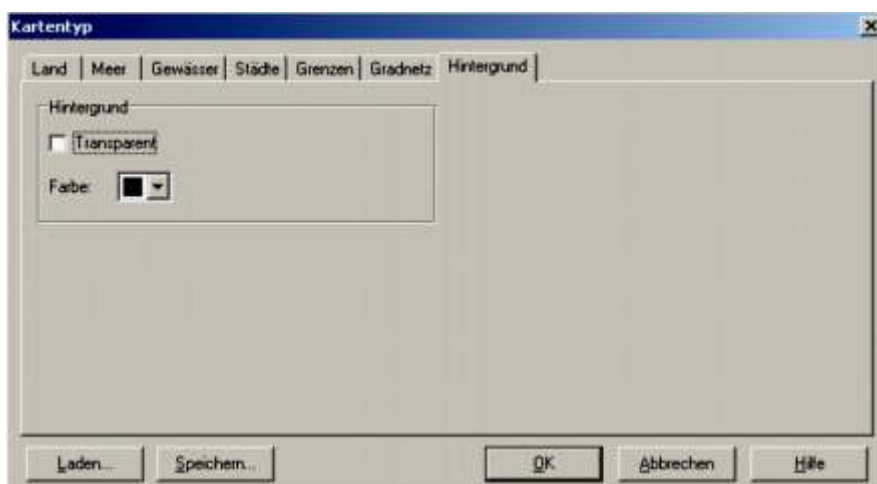 Kartentyp
Land Meer Gewässer Städte Grenzen Gradnetz Hintergrund
Hintergrund
Transparent
Farbe:
Laden... Speichern... OK Abbrechen Hilfe